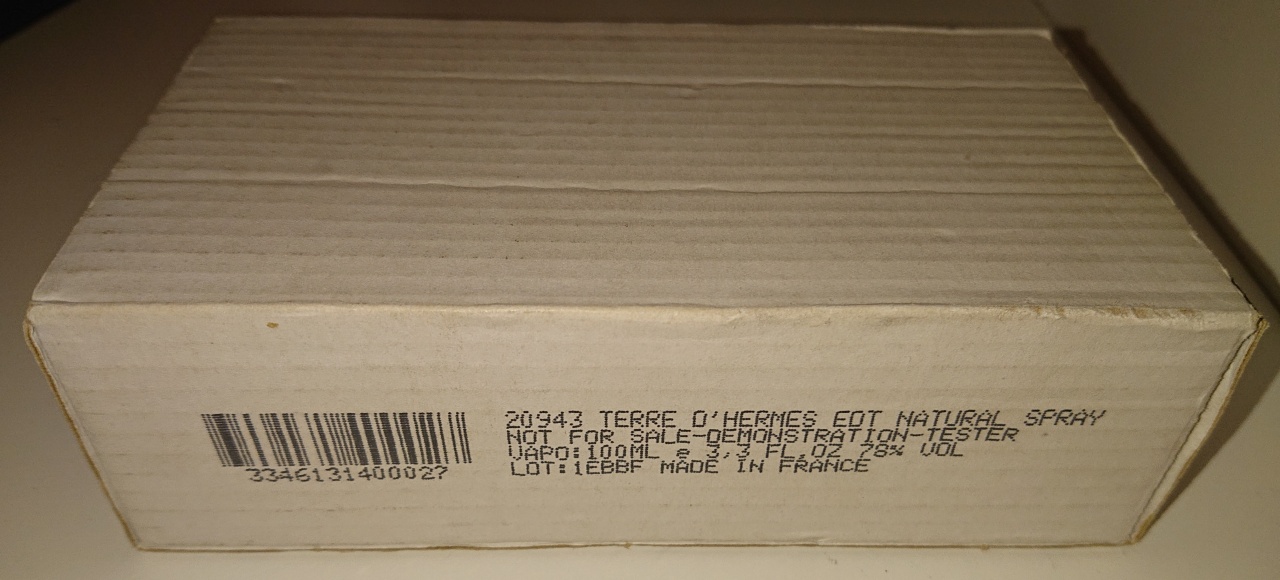 20943 TERRE D'HERMES EDT NATURAL SPRAY
NOT FOR SALE-DEMONSTRATION-TESTER
VAPO:100ML e 3,3 FL,OZ 78% VOL
LOT:1EBBF MADE IN FRANCE
3346131400027